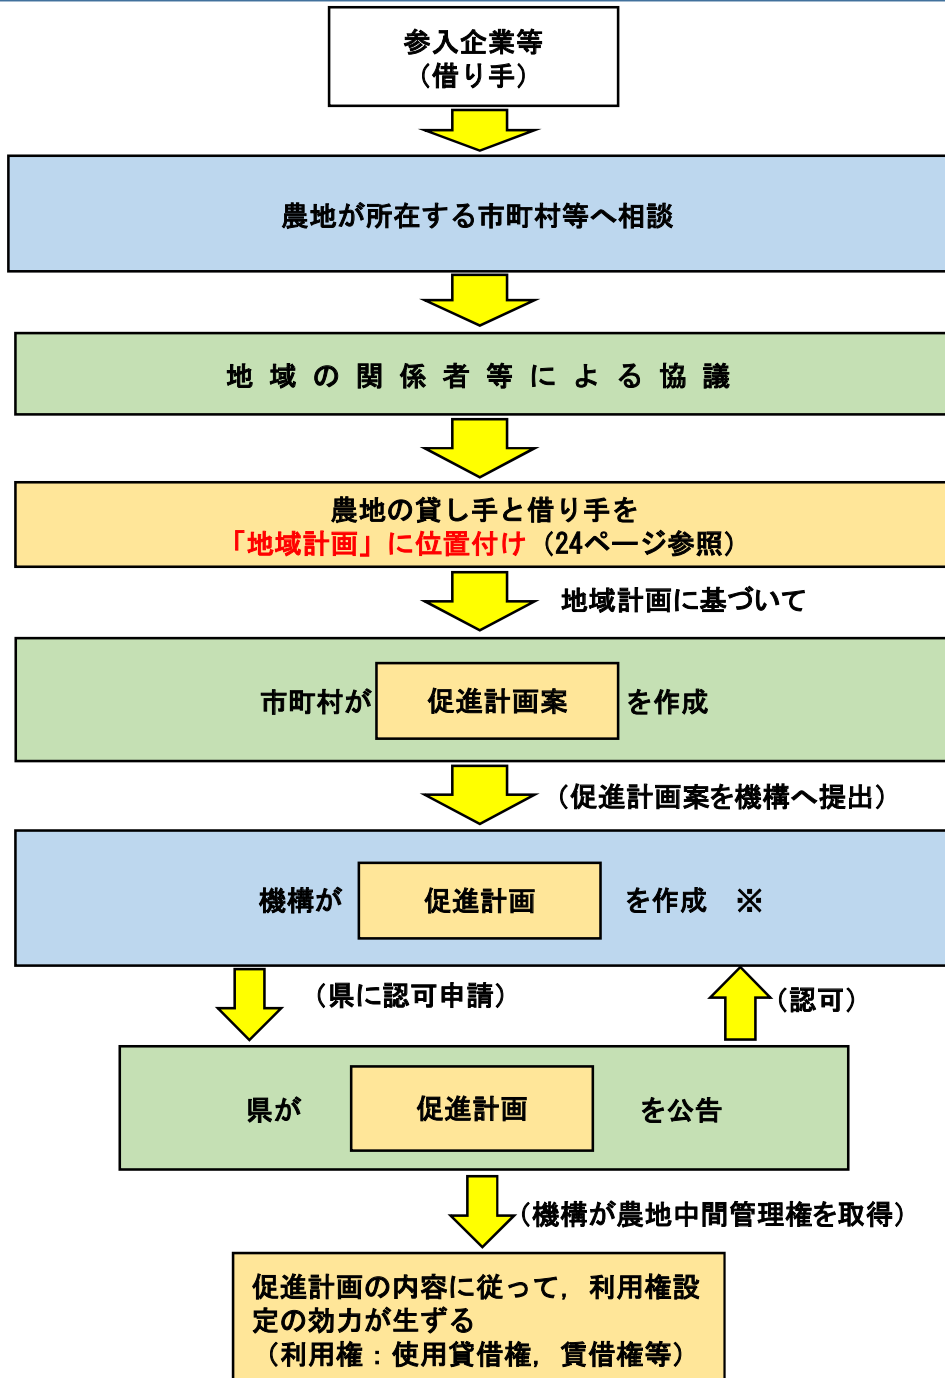 参入企業等
(借り手)
農地が所在する市町村等へ相談
地域の関係者等による協議
農地の貸し手と借り手を
「地域計画」に位置付け (24ページ参照)
地域計画に基づいて
市町村が 促進計画案 を作成
(促進計画案を機構へ提出)
機構が 促進計画 を作成 ※
(県に認可申請)
(認可)
県が 促進計画 を公告
(機構が農地中間管理権を取得)
促進計画の内容に従って,利用権設
定の効力が生ずる
(利用権:使用貸借権,賃借権等)